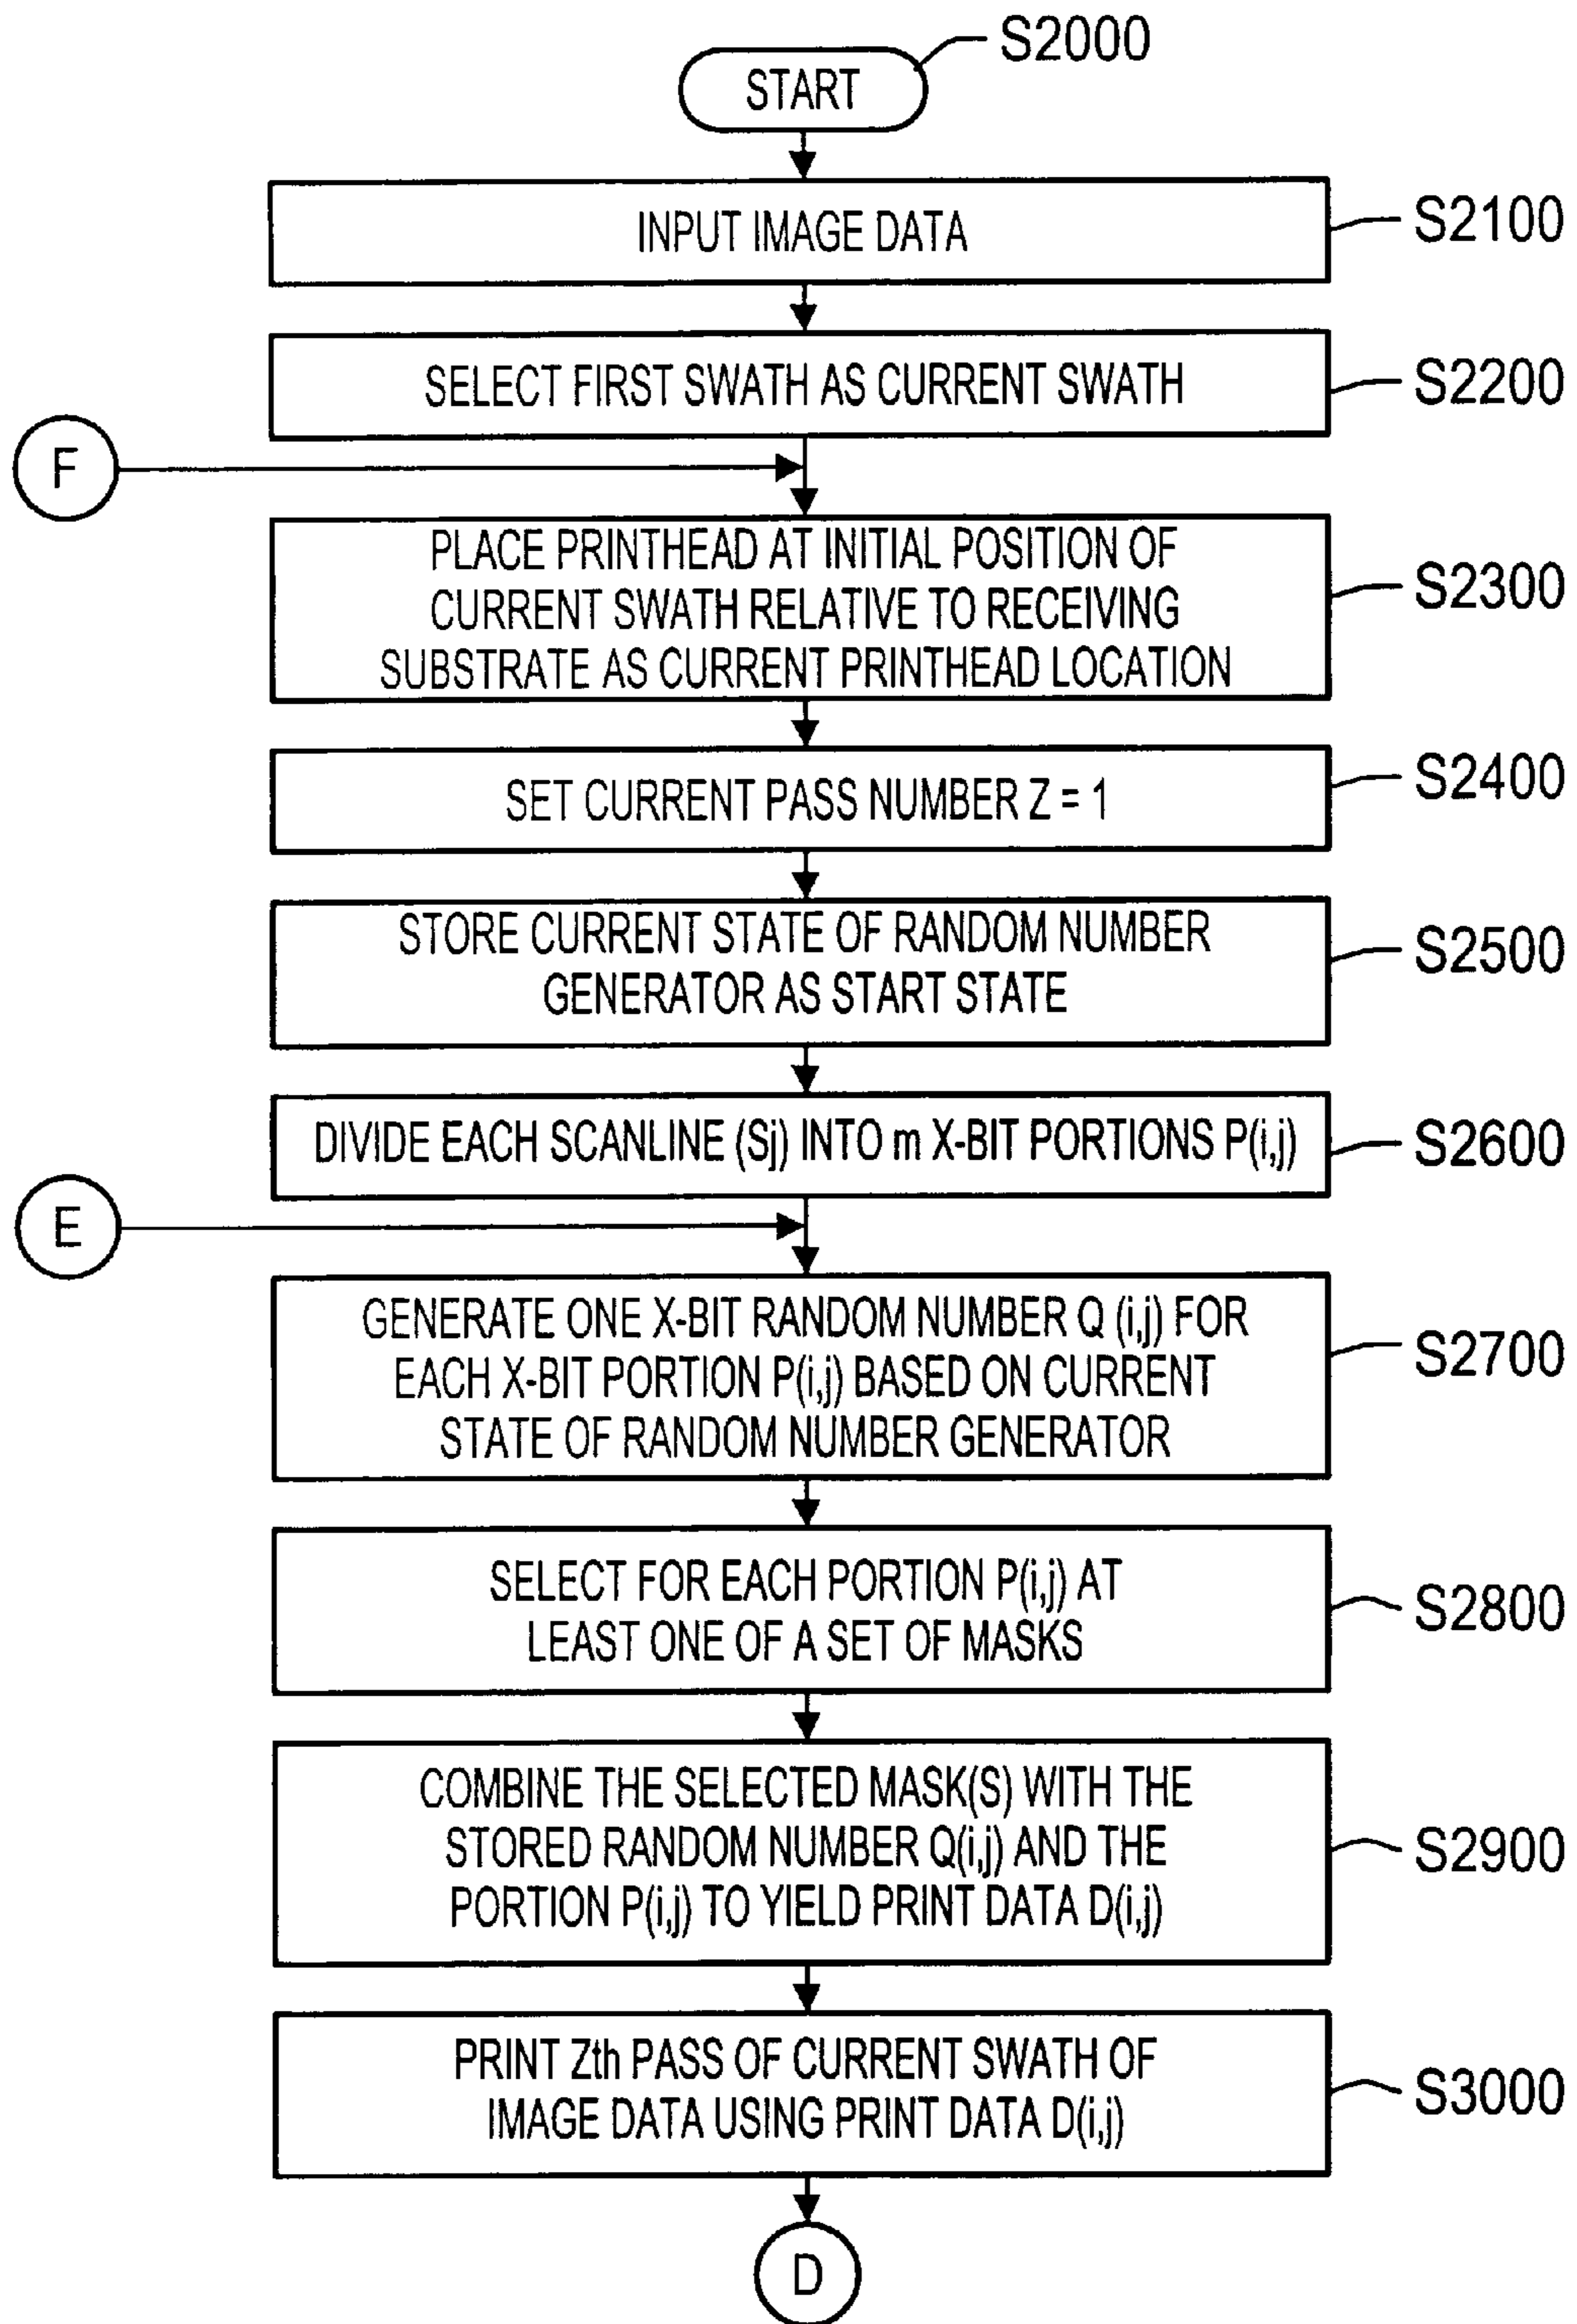 S2000
START
INPUT IMAGE DATA
S2100
SELECT FIRST SWATH AS CURRENT SWATH
S2200
F
PLACE PRINTHEAD AT INITIAL POSITION OF
CURRENT SWATH RELATIVE TO RECEIVING
SUBSTRATE AS CURRENT PRINTHEAD LOCATION
S2300
SET CURRENT PASS NUMBER Z = 1
S2400
STORE CURRENT STATE OF RANDOM NUMBER
GENERATOR AS START STATE
S2500
DIVIDE EACH SCANLINE (Sj) INTO m X-BIT PORTIONS P(i,j)
S2600
E
GENERATE ONE X-BIT RANDOM NUMBER Q (i,j) FOR
EACH X-BIT PORTION P(i,j) BASED ON CURRENT
STATE OF RANDOM NUMBER GENERATOR
S2700
SELECT FOR EACH PORTION P(i,j) AT
LEAST ONE OF A SET OF MASKS
S2800
COMBINE THE SELECTED MASK(S) WITH THE
STORED RANDOM NUMBER Q(i,j) AND THE
PORTION P(i,j) TO YIELD PRINT DATA D(i,j)
S2900
PRINT Zth PASS OF CURRENT SWATH OF
IMAGE DATA USING PRINT DATA D(i,j)
S3000
D